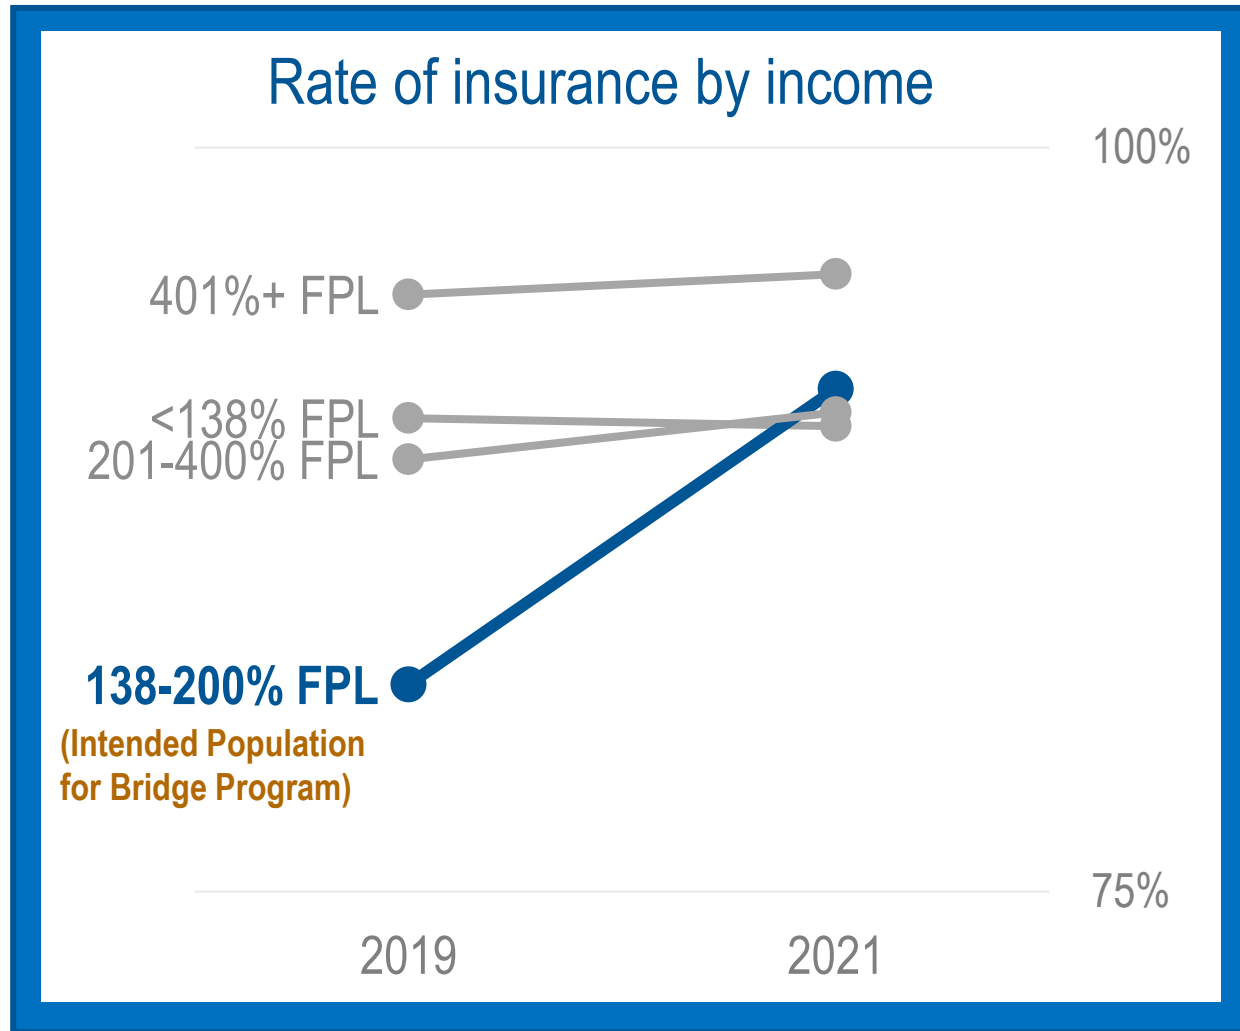 Rate of insurance by income
100%
401%+ FPL
<138% FPL
201-400% FPL
138-200% FPL
(Intended Population
for Bridge Program)
75%
2019
2021